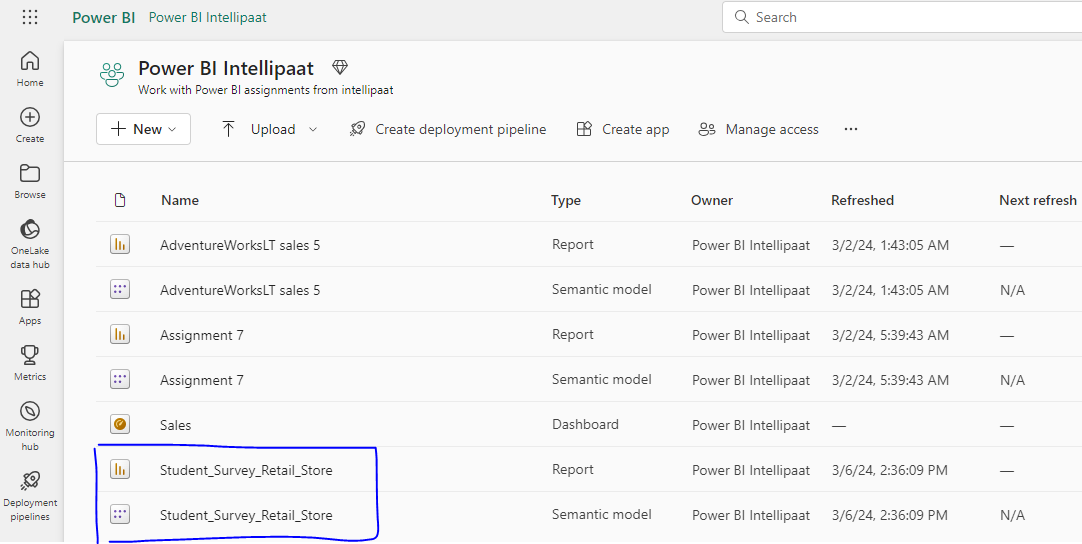 Power BI Power BI Intellipaat Search
Home
Create
Browse
OneLake
data hub
Apps
Metrics
Monitoring
hub
Deployment
pipelines
Power BI Intellipaat
Work with Power BI assignments from intellipaat
New Upload Create deployment pipeline Create app Manage access ...
Name Type Owner Refreshed Next refresh
AdventureWorksLT sales 5 Report Power BI Intellipaat 3/2/24, 1:43:05 AM —
AdventureWorksLT sales 5 Semantic model Power BI Intellipaat 3/2/24, 1:43:05 AM N/A
Assignment 7 Report Power BI Intellipaat 3/2/24, 5:39:43 AM —
Assignment 7 Semantic model Power BI Intellipaat 3/2/24, 5:39:43 AM N/A
Sales Dashboard Power BI Intellipaat — —
Student_Survey_Retail_Store Report Power BI Intellipaat 3/6/24, 2:36:09 PM —
Student_Survey_Retail_Store Semantic model Power BI Intellipaat 3/6/24, 2:36:09 PM N/A